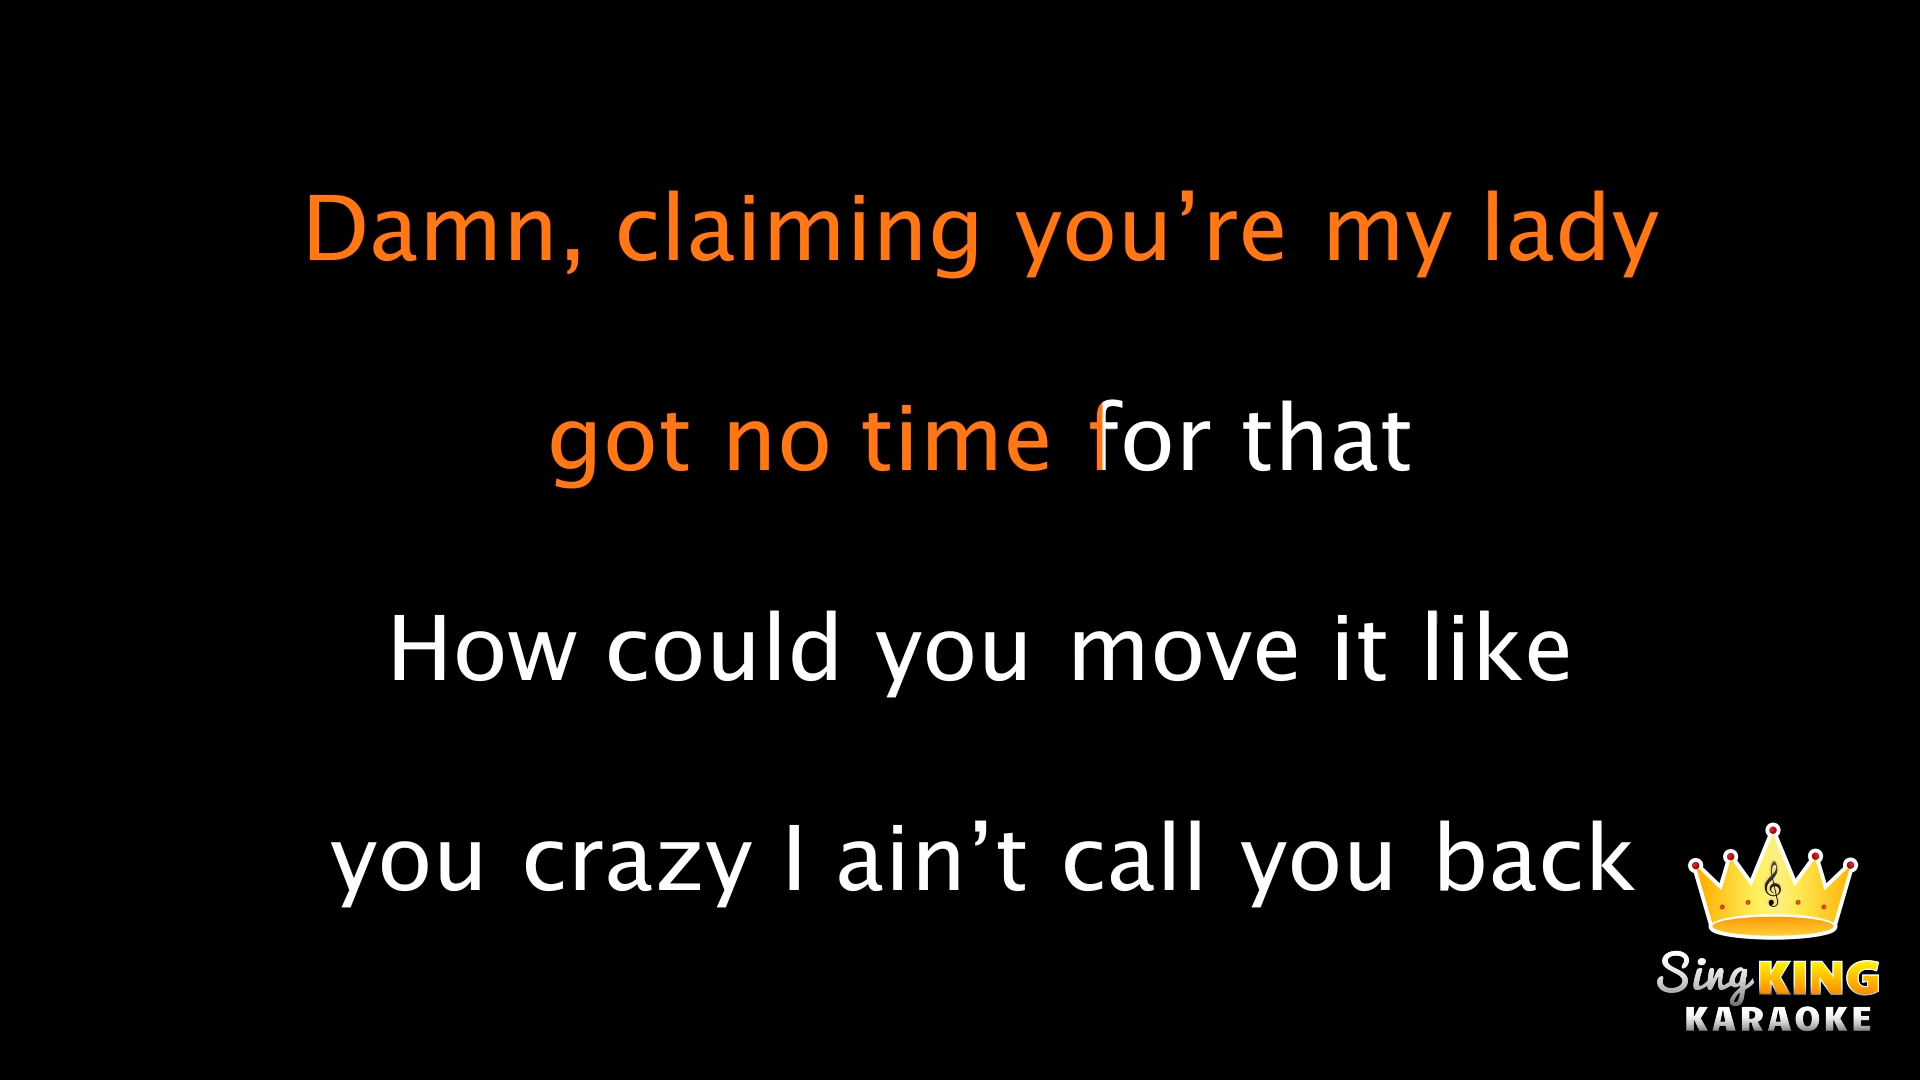 Damn, claiming you’re my lady
got no time for that
How could you move it like
you crazy I ain’t call you back
Sing KING
KARAOKE